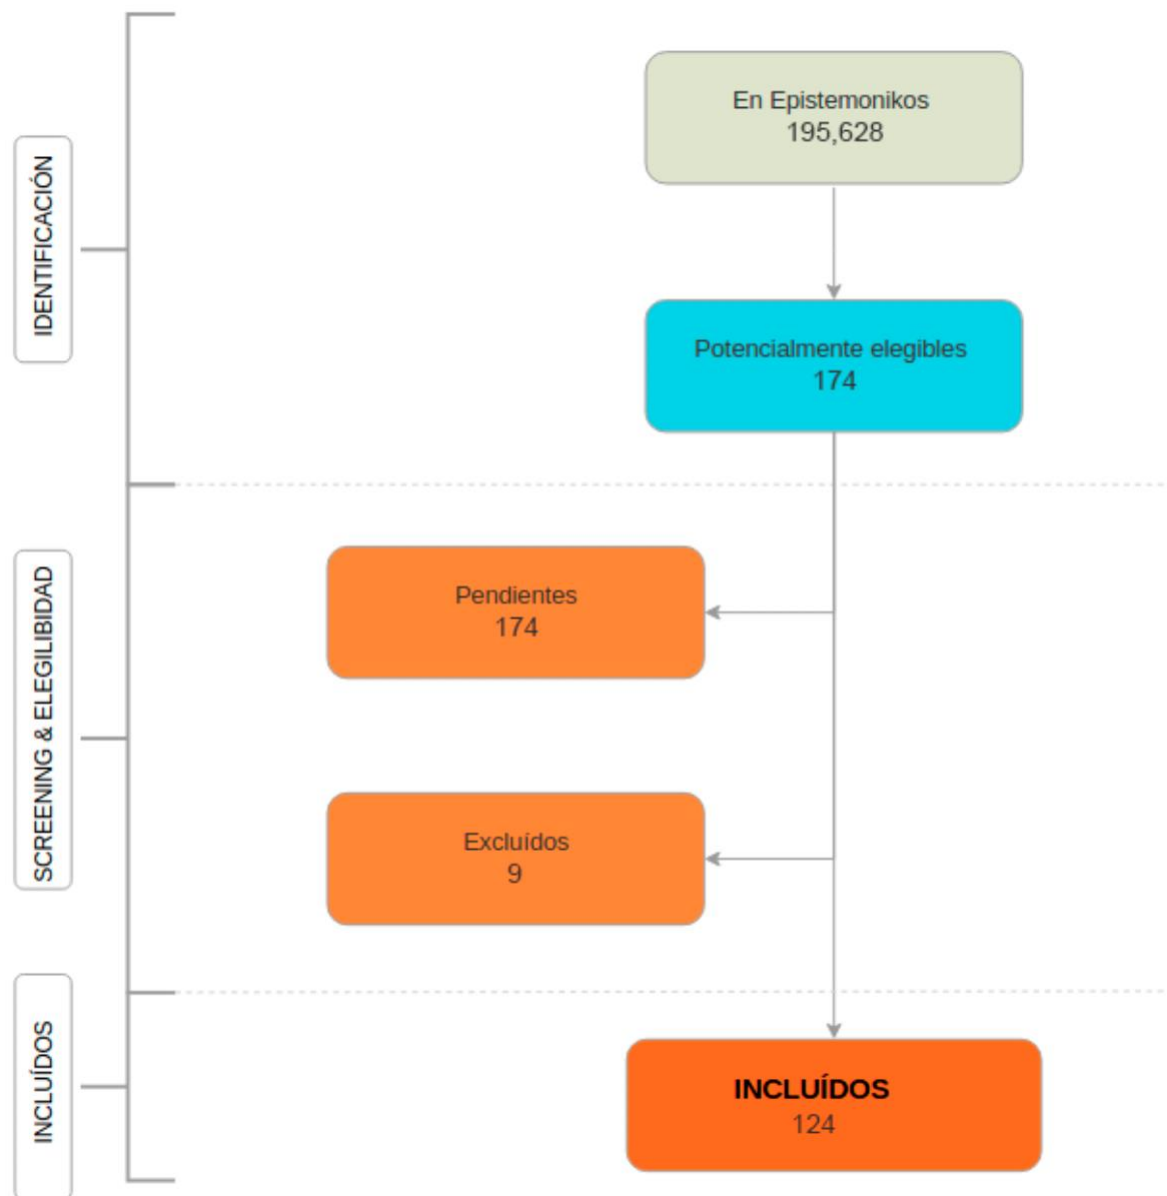 IDENTIFICACIÓN
En Epistemonikos
195,628
Potencialmente elegibles
174
SCREENING & ELEGILIBIDAD
Pendientes
174
Excluídos
9
INCLUÍDOS
INCLUÍDOS
124